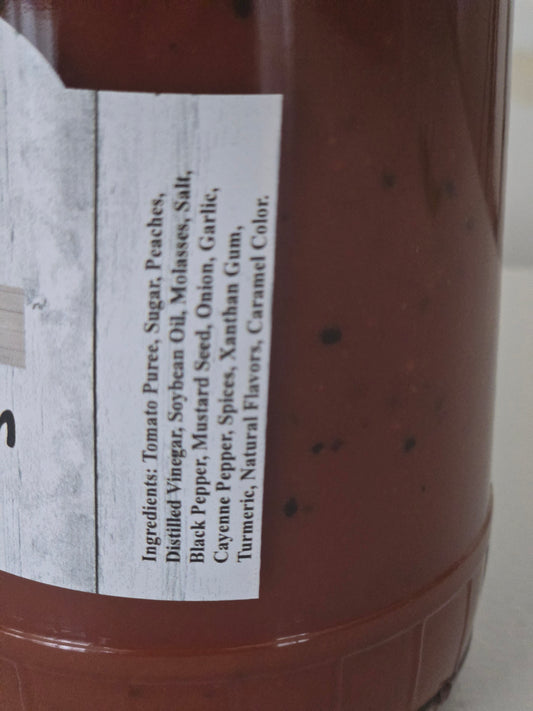 Ingredients: Tomato Puree, Sugar, Peaches,
Distilled Vinegar, Soybean Oil, Molasses, Salt,
Black Pepper, Mustard Seed, Onion, Garlic,
Cayenne Pepper, Spices, Xanthan Gum,
Turmeric, Natural Flavors, Caramel Color.